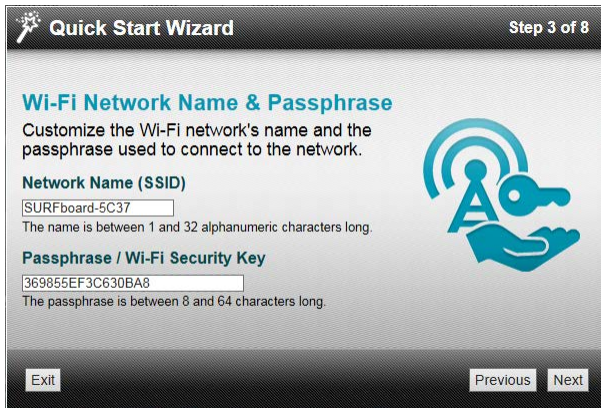 Quick Start Wizard
Step 3 of 8
Wi-Fi Network Name & Passphrase
Customize the Wi-Fi network's name and the
passphrase used to connect to the network.
Network Name (SSID)
SURFboard-5C37
The name is between 1 and 32 alphanumeric characters long.
Passphrase / Wi-Fi Security Key
369855EF3C630BA8
The passphrase is between 8 and 64 characters long.
Exit
Previous
Next